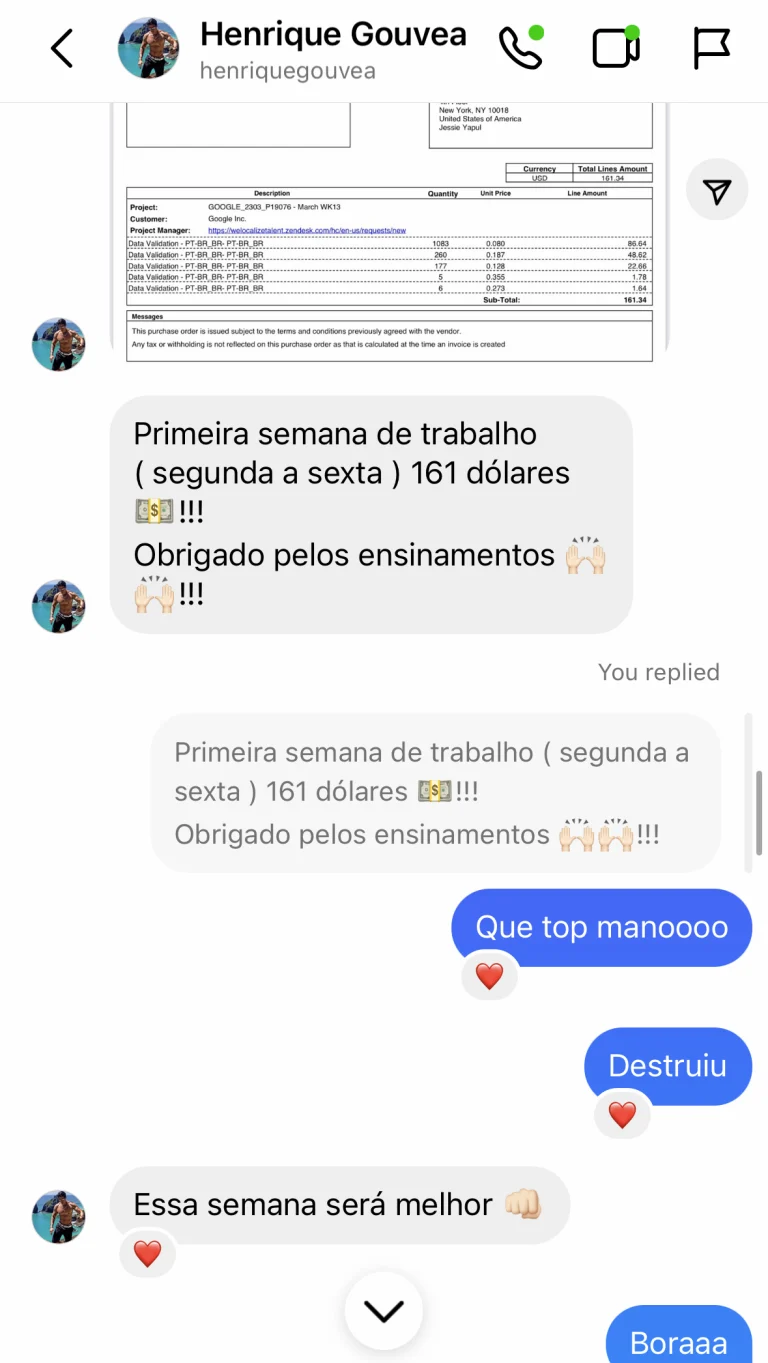 Henrique Gouvea
henriquegouvea
New York, NY 10018
United States of America
Jessie Yapul
Currency Total Lines Amount
USD 161.34
Description Quantity Unit Price Line Amount
Project: GOOGLE_2303_P19076 - March WK13
Customer: Google Inc.
Project Manager: https://welocalizetalent.zendesk.com/hc/en-us/requests/new
Data Validation - PT-BR_BR- PT-BR_BR 1083 0.080 86.64
Data Validation - PT-BR_BR- PT-BR_BR 260 0.187 48.62
Data Validation - PT-BR_BR- PT-BR_BR 177 0.128 22.66
Data Validation - PT-BR_BR- PT-BR_BR 5 0.355 1.78
Data Validation - PT-BR_BR- PT-BR_BR 6 0.273 1.64
Sub-Total: 161.34
Messages
This purchase order is issued subject to the terms and conditions previously agreed with the vendor.
Any tax or withholding is not reflected on this purchase order as that is calculated at the time an invoice is created
Primeira semana de trabalho
( segunda a sexta ) 161 dólares
💵!!!
Obrigado pelos ensinamentos 🙌🏻
🙌🏻!!!
You replied
Primeira semana de trabalho ( segunda a
sexta ) 161 dólares 💵!!!
Obrigado pelos ensinamentos 🙌🏻🙌🏻!!!
Que top manoooo
❤️
Destruiu
❤️
Essa semana será melhor 👊🏻
❤️
Boraaa